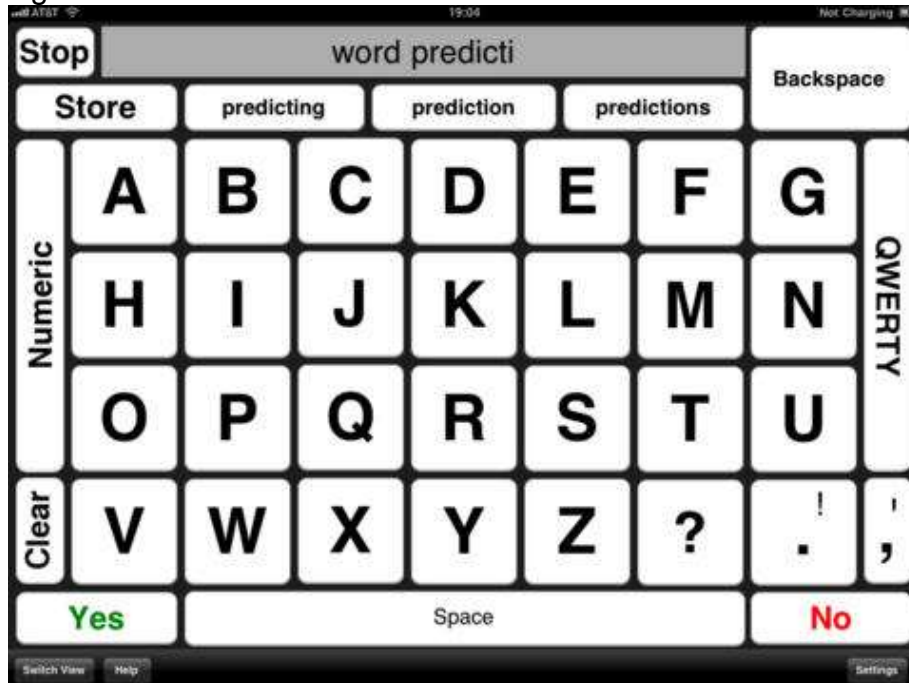 AT&T 19:04 Not Charging
Stop word predicti Backspace
Store predicting prediction predictions
A B C D E F G
Numeric QWERTY
H I J K L M N
O P Q R S T U
Clear V W X Y Z ? . ! , '
Yes Space No
Switch View Help Settings